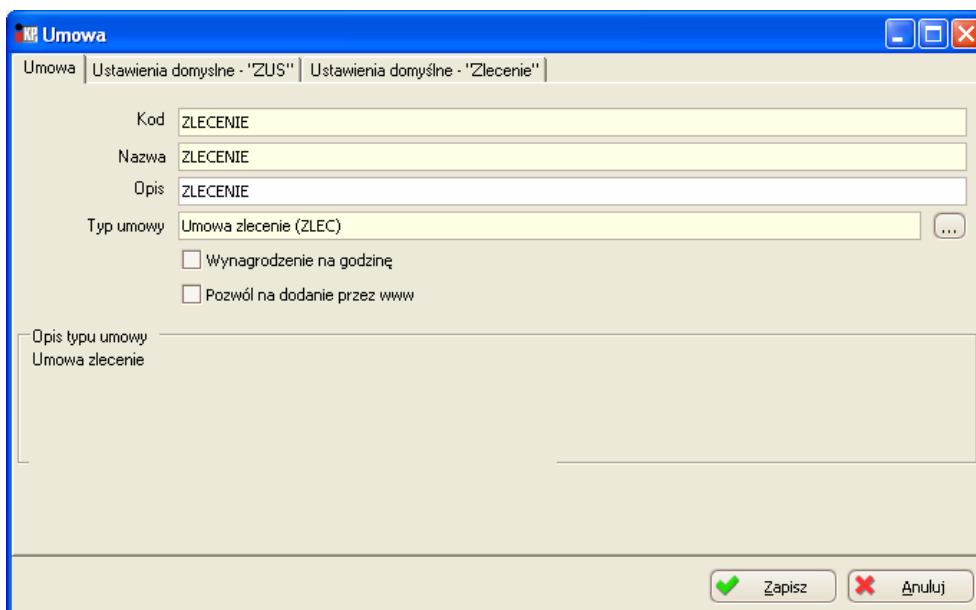 KP Umowa
Umowa Ustawienia domyslne - "ZUS" Ustawienia domyślne - "Zlecenie"
Kod ZLECENIE
Nazwa ZLECENIE
Opis ZLECENIE
Typ umowy Umowa zlecenie (ZLEC) ...
Wynagrodzenie na godzinę
Pozwól na dodanie przez www
Opis typu umowy
Umowa zlecenie
Zapisz Anuluj